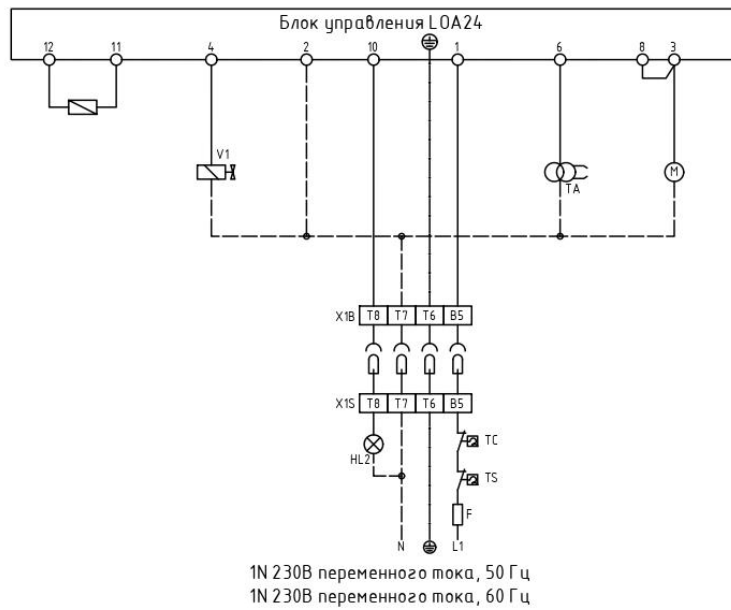 Блок управления LOA24
12 11 4 2 10 1 6 8 3
V1
TA
M
X1B T8 T7 T6 B5
X1S T8 T7 T6 B5
TC
HL2
TS
F
N L1
1N 230В переменного тока, 50 Гц
1N 230В переменного тока, 60 Гц